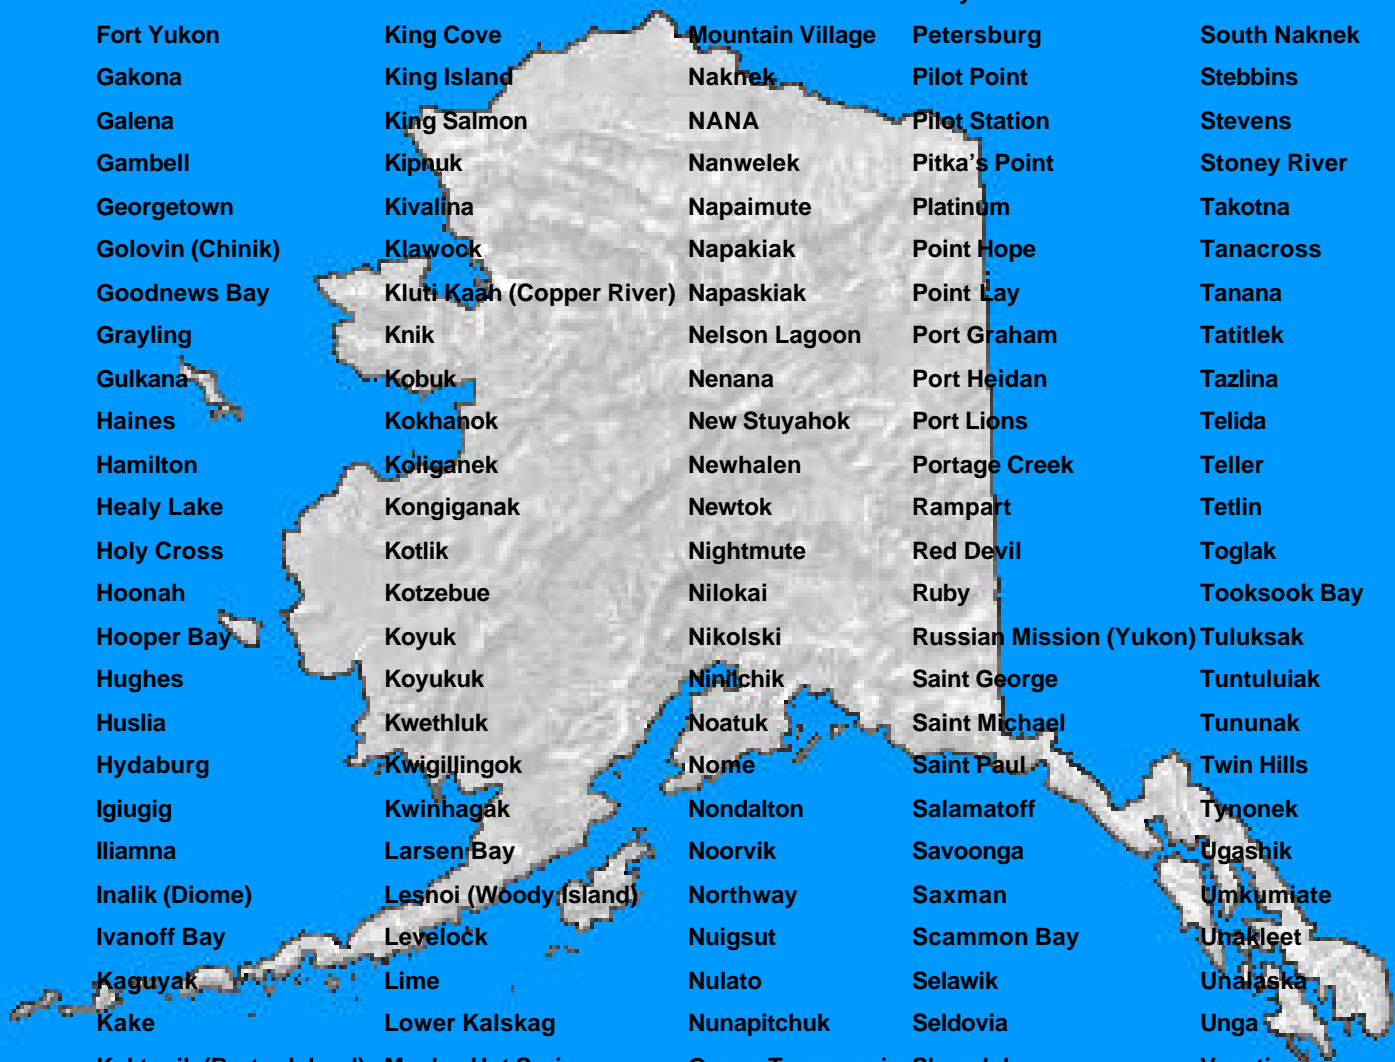 Fort Yukon King Cove Mountain Village Petersburg South Naknek
Gakona King Island Naknek Pilot Point Stebbins
Galena King Salmon NANA Pilot Station Stevens
Gambell Kipnuk Nanwelek Pitka's Point Stoney River
Georgetown Kivalina Napaimute Platinum Takotna
Golovin (Chinik) Klawock Napakiak Point Hope Tanacross
Goodnews Bay Kluti Kaah (Copper River) Napaskiak Point Lay Tanana
Grayling Knik Nelson Lagoon Port Graham Tatitlek
Gulkana Kobuk Nenana Port Heidan Tazlina
Haines Kokhanok New Stuyahok Port Lions Telida
Hamilton Koliganek Newhalen Portage Creek Teller
Healy Lake Kongiganak Newtok Rampart Tetlin
Holy Cross Kotlik Nightmute Red Devil Toglak
Hoonah Kotzebue Nilokai Ruby Tooksook Bay
Hooper Bay Koyuk Nikolski Russian Mission (Yukon) Tuluksak
Hughes Koyukuk Ninilchik Saint George Tuntuluiak
Huslia Kwethluk Noatuk Saint Michael Tununak
Hydaburg Kwigillingok Nome Saint Paul Twin Hills
Igiugig Kwinhagak Nondalton Salamatoff Tynonek
Iliamna Larsen Bay Noorvik Savoonga Ugashik
Inalik (Diome) Lesnoi (Woody Island) Northway Saxman Umkumiate
Ivanoff Bay Levelock Nuigsut Scammon Bay Unakleet
Kaguyak Lime Nulato Selawik Unalaska
Kake Lower Kalskag Nunapitchuk Seldovia Unga